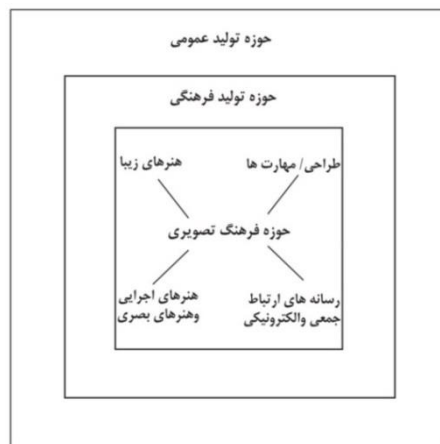 حوزه تولید عمومی
حوزه تولید فرهنگی
طراحی/ مهارت ها
هنرهای زیبا
حوزه فرهنگ تصویری
رسانه های ارتباط
جمعی والکترونیکی
هنرهای اجرایی
وهنرهای بصری